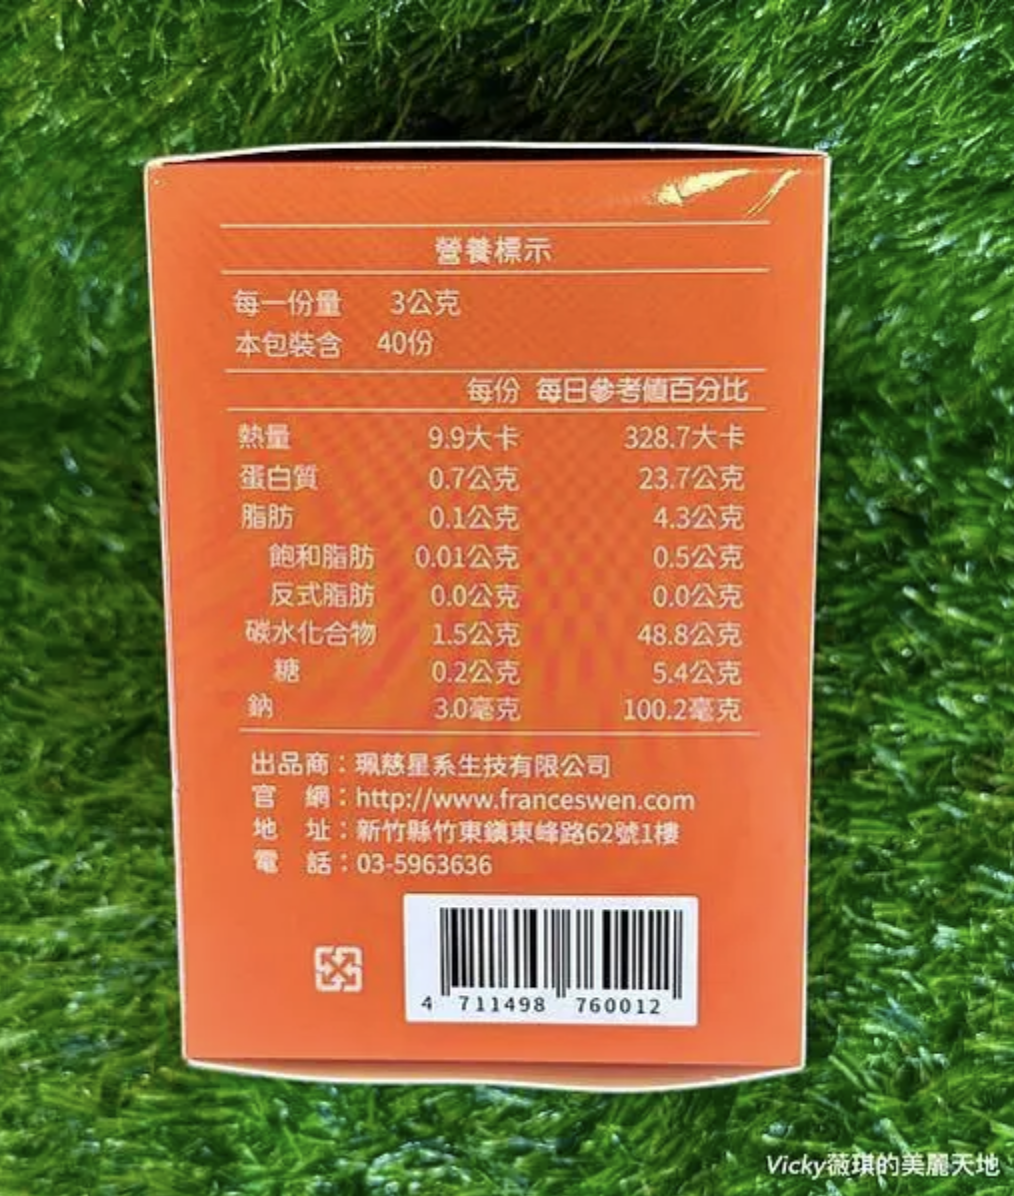 營養標示
每一份量 3公克
本包裝含 40份
每份 每日參考值百分比
熱量 9.9大卡 328.7大卡
蛋白質 0.7公克 23.7公克
脂肪 0.1公克 4.3公克
飽和脂肪 0.01公克 0.5公克
反式脂肪 0.0公克 0.0公克
碳水化合物 1.5公克 48.8公克
糖 0.2公克 5.4公克
鈉 3.0毫克 100.2毫克
出品商：珮慈星系生技有限公司
官 網：http://www.franceswen.com
地 址：新竹縣竹東鎮東峰路62號1樓
電 話：03-5963636
4 711498 760012
Vicky薇琪的美麗天地